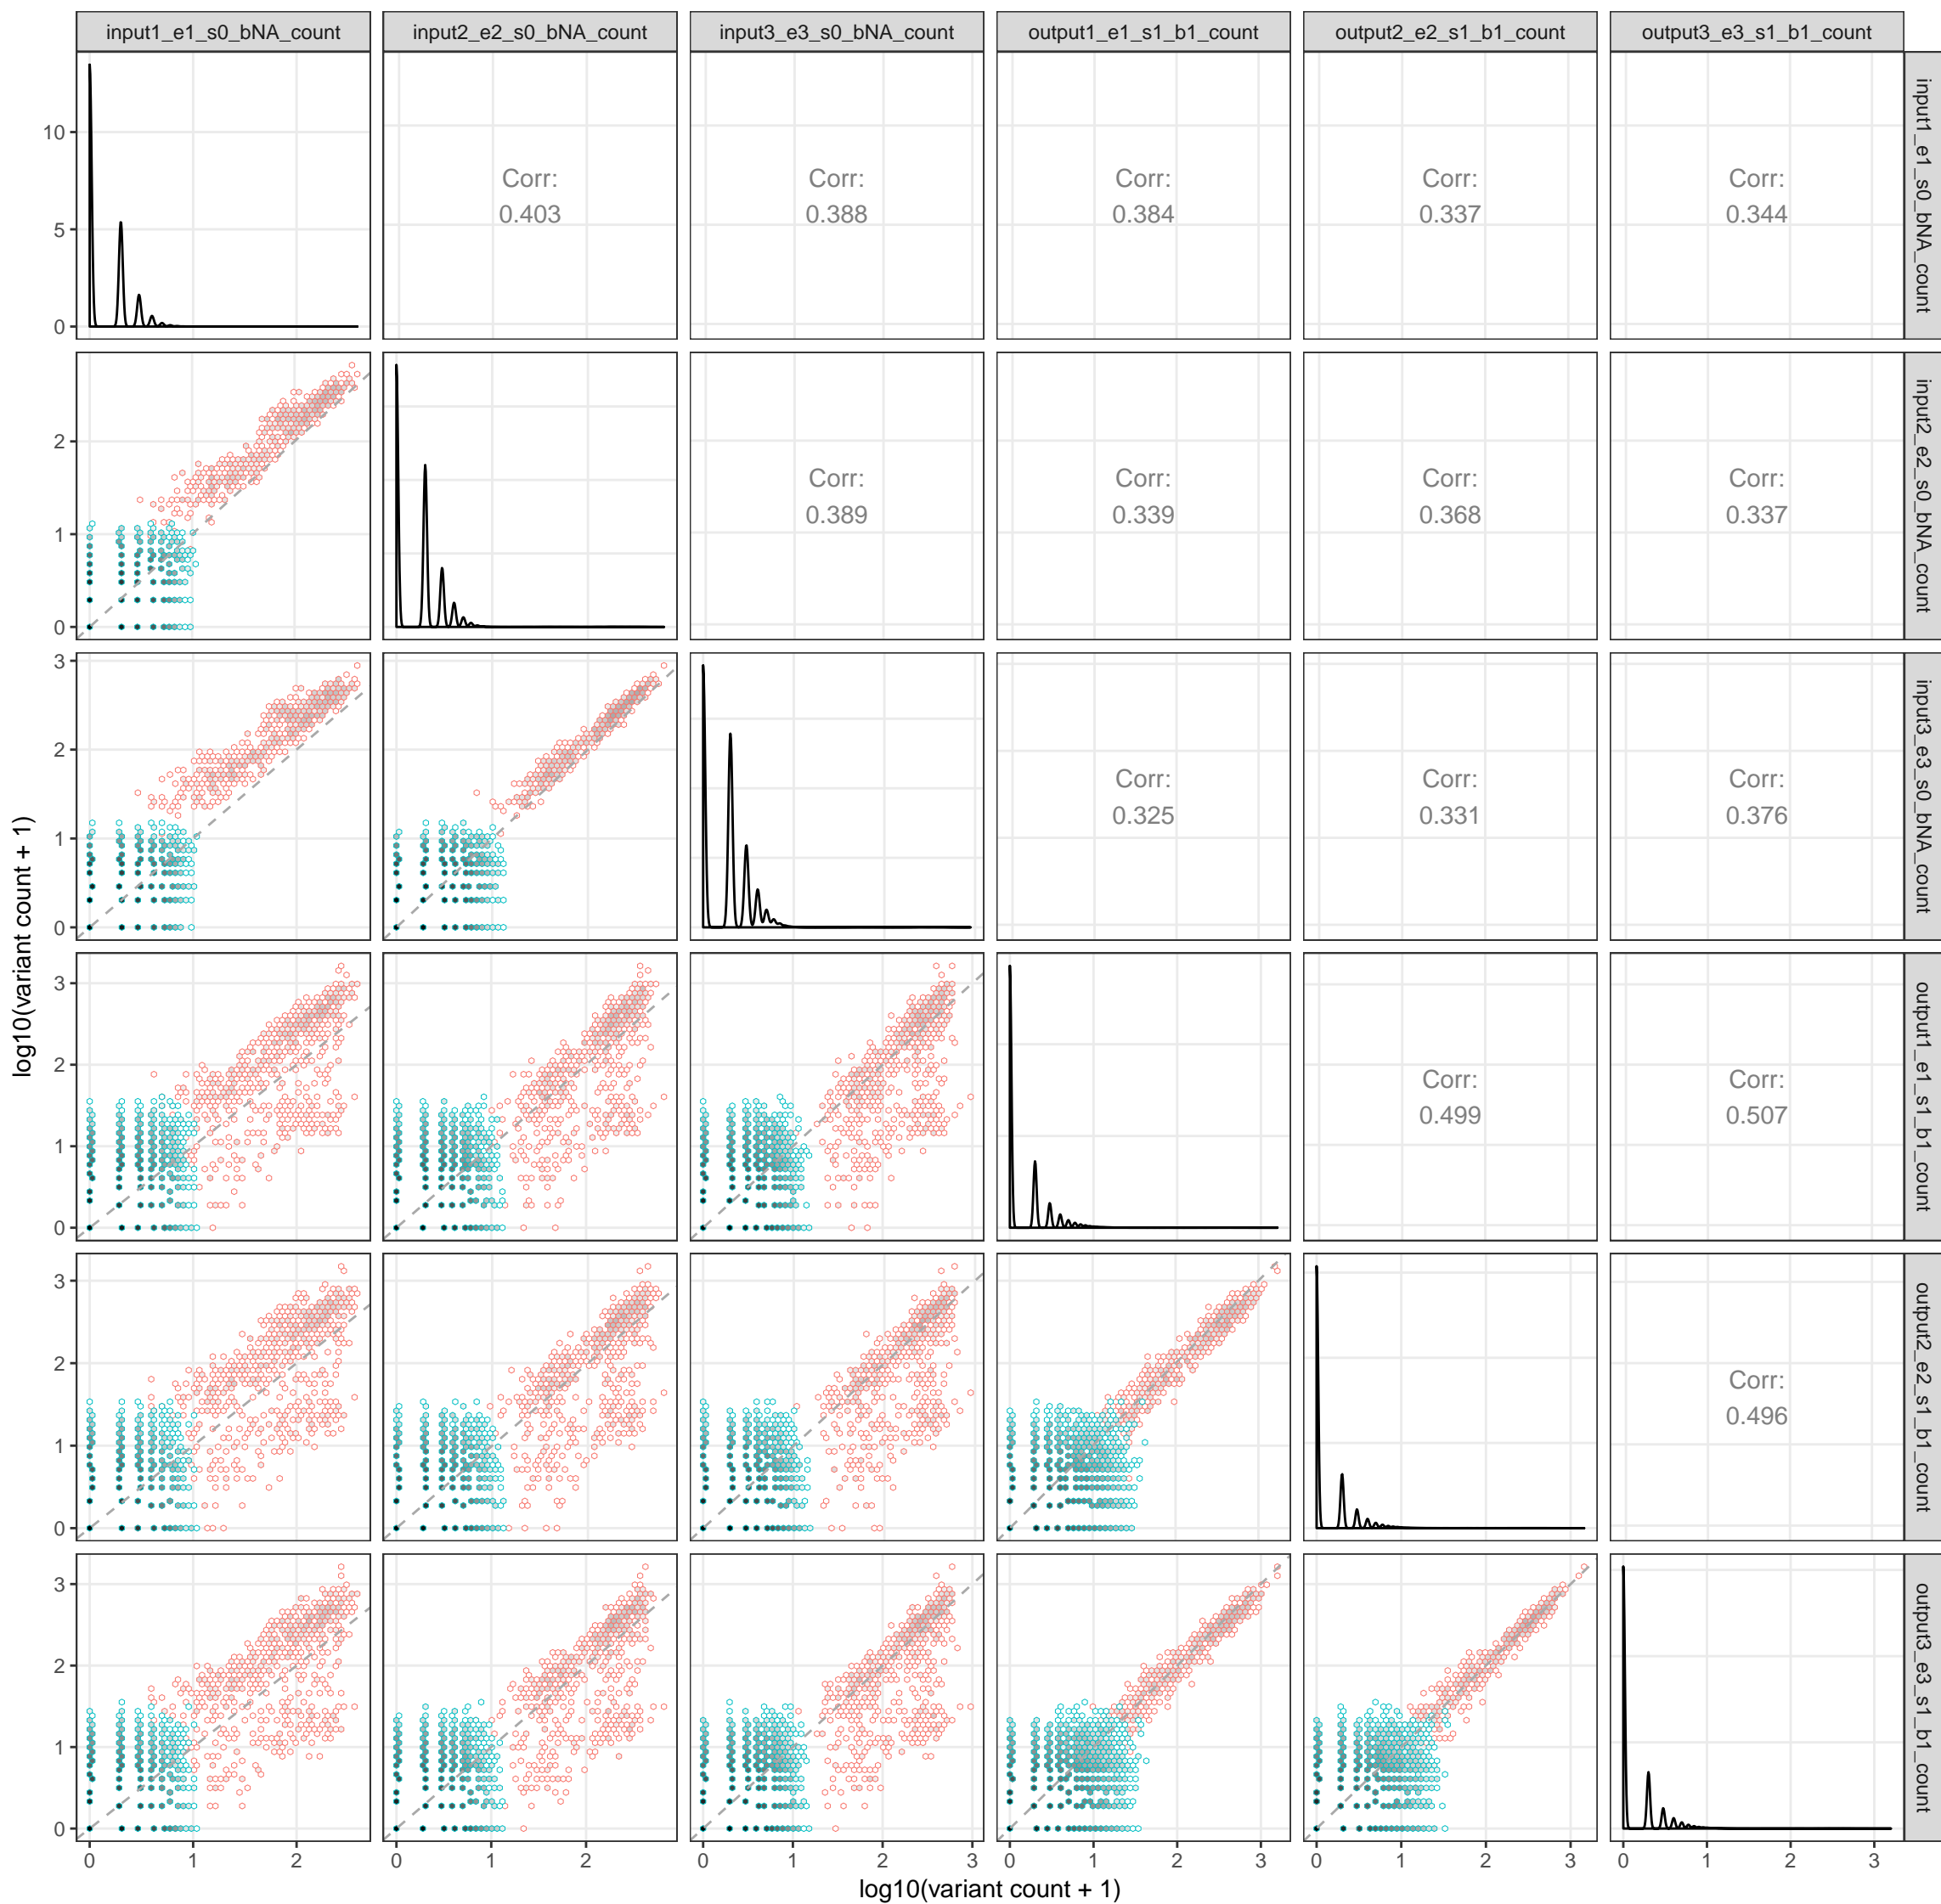 input1_e1_s0_bNA_count
input2_e2_s0_bNA_count
input3_e3_s0_bNA_count
output1_e1_s1_b1_count
output2_e2_s1_b1_count
output3_e3_s1_b1_count
10
5
0
Corr:
0.403
Corr:
0.388
Corr:
0.384
Corr:
0.337
Corr:
0.344
input1_e1_s0_bNA_count
2
1
0
Corr:
0.389
Corr:
0.339
Corr:
0.368
Corr:
0.337
input2_e2_s0_bNA_count
3
2
1
0
Corr:
0.325
Corr:
0.331
Corr:
0.376
input3_e3_s0_bNA_count
log10(variant count + 1)
3
2
1
0
Corr:
0.499
Corr:
0.507
output1_e1_s1_b1_count
3
2
1
0
Corr:
0.496
output2_e2_s1_b1_count
3
2
1
0
output3_e3_s1_b1_count
0 1 2
0 1 2
0 1 2 3
0 1 2 3
0 1 2 3
0 1 2 3
log10(variant count + 1)